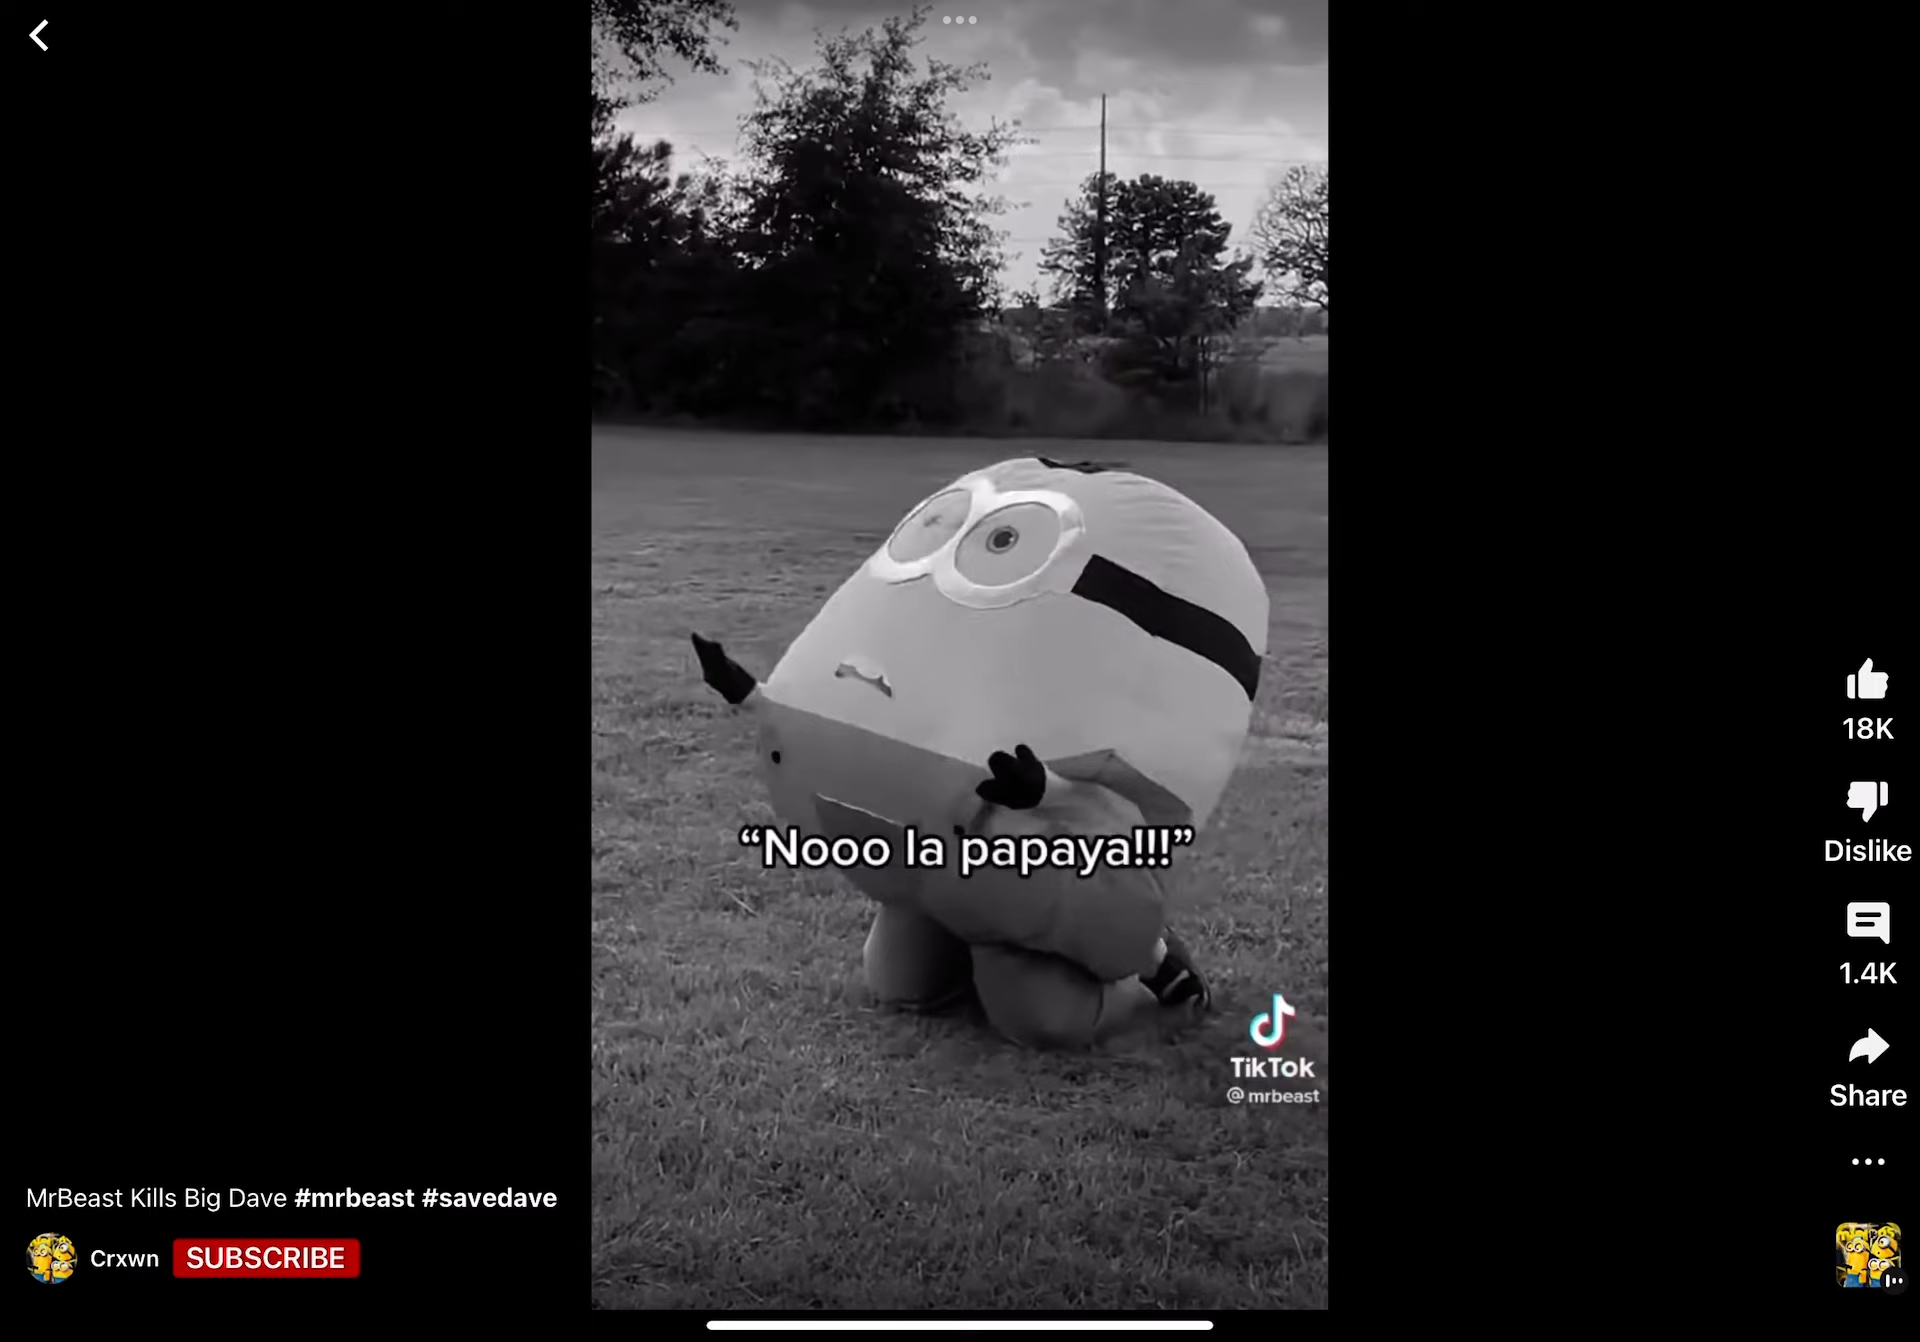 “Nooo la papaya!!!”
TikTok
@mrbeast
18K
Dislike
1.4K
Share
MrBeast Kills Big Dave #mrbeast #savedave
Crxwn
SUBSCRIBE